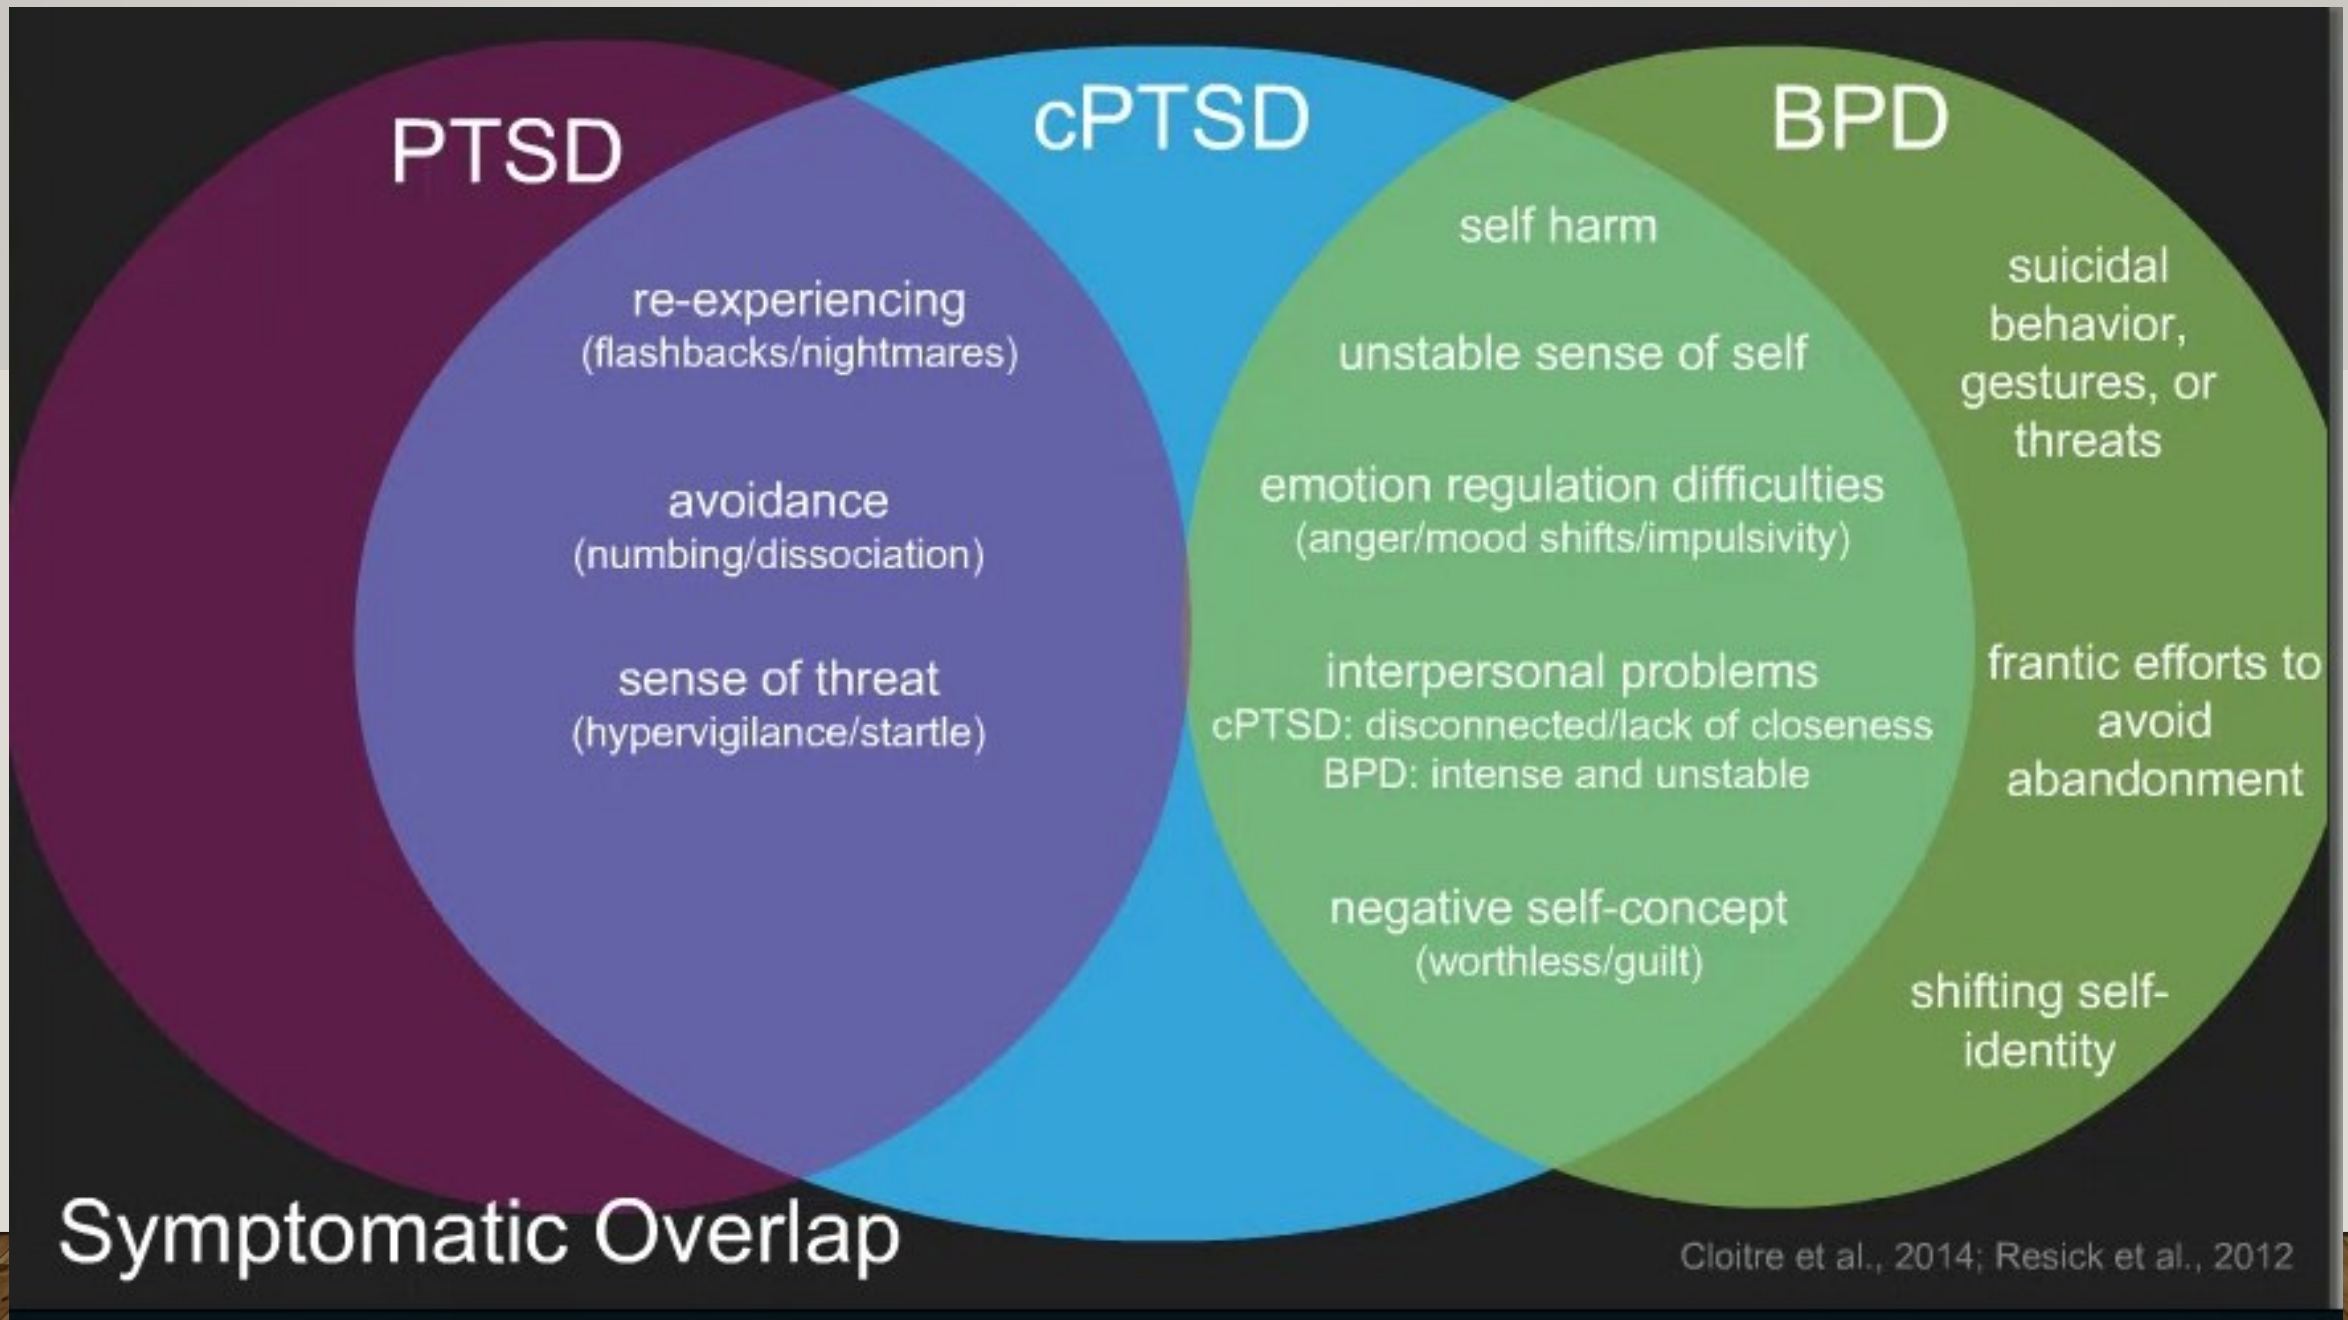 PTSD
cPTSD
BPD
re-experiencing
(flashbacks/nightmares)
avoidance
(numbing/dissociation)
sense of threat
(hypervigilance/startle)
self harm
unstable sense of self
emotion regulation difficulties
(anger/mood shifts/impulsivity)
interpersonal problems
cPTSD: disconnected/lack of closeness
BPD: intense and unstable
negative self-concept
(worthless/guilt)
suicidal
behavior,
gestures, or
threats
frantic efforts to
avoid
abandonment
shifting self-
identity
Symptomatic Overlap
Cloitre et al., 2014; Resick et al., 2012